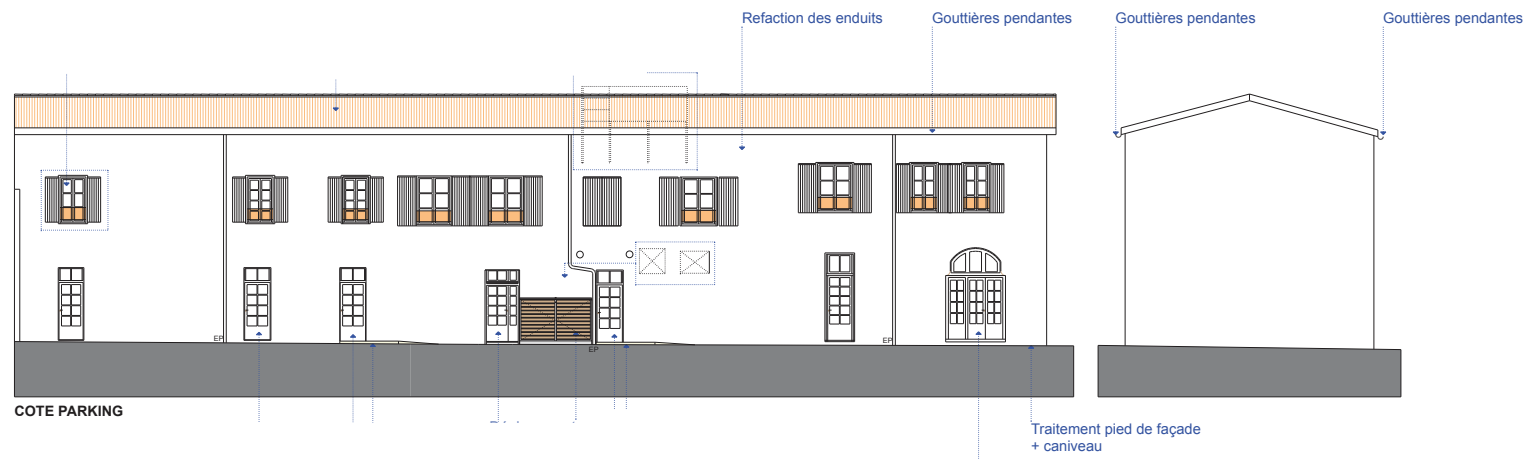 Refaction des enduits
Gouttières pendantes
Gouttières pendantes
Gouttières pendantes
EP
EP
EP
COTE PARKING
Traitement pied de façade
+ caniveau